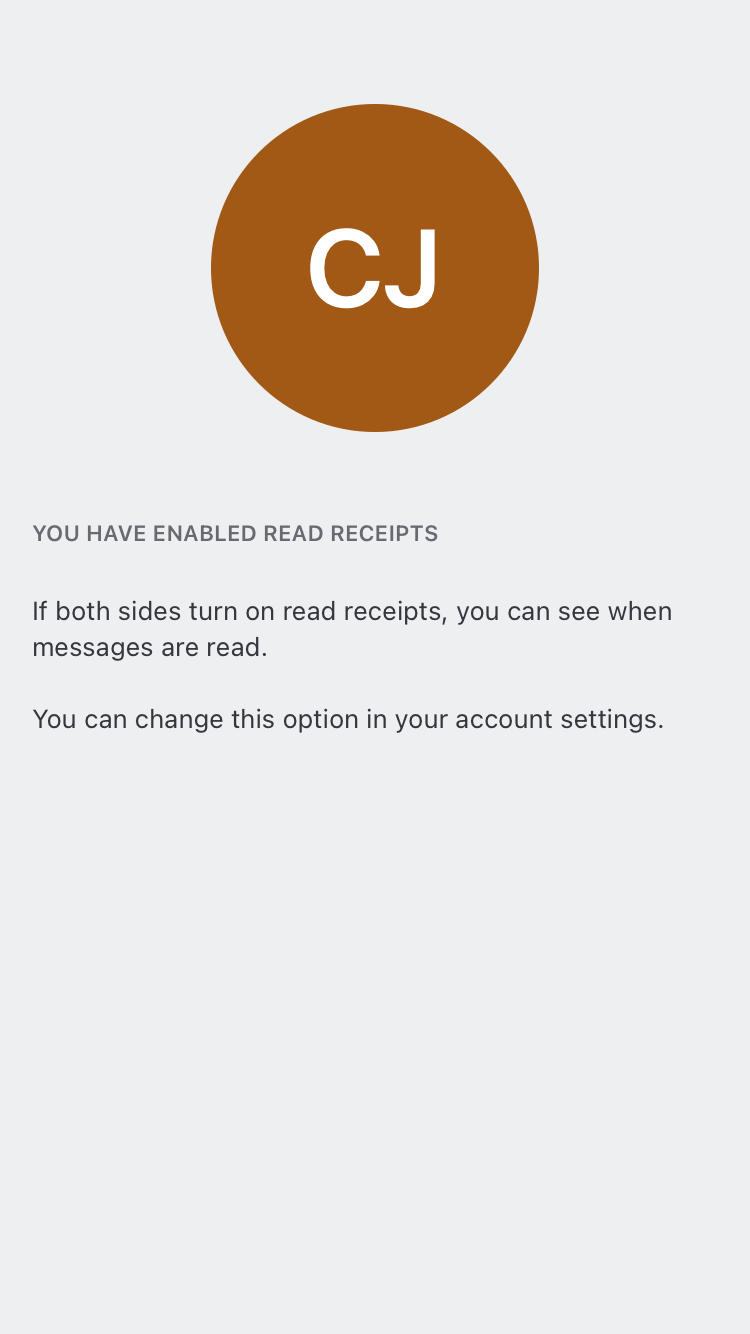 CJ
YOU HAVE ENABLED READ RECEIPTS
If both sides turn on read receipts, you can see when
messages are read.
You can change this option in your account settings.